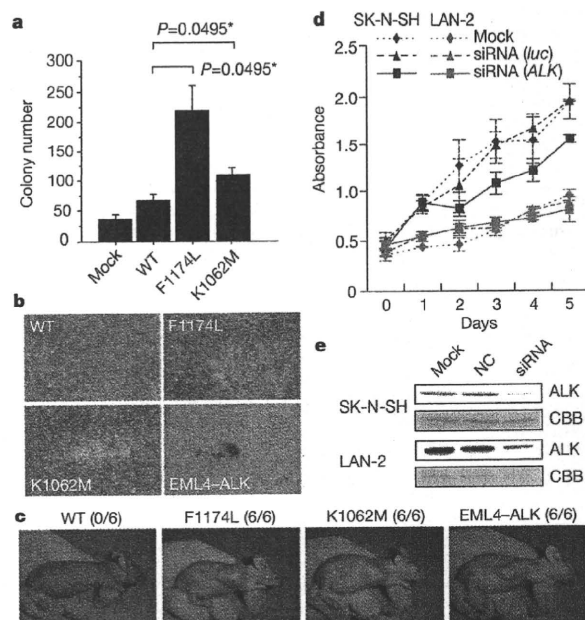 a
P=0.0495*
P=0.0495*
Colony number
300
250
200
150
100
50
0
Mock
WT
F1174L
K1062M
b
WT
F1174L
K1062M
EML4–ALK
c
WT (0/6)
F1174L (6/6)
K1062M (6/6)
EML4–ALK (6/6)
d
SK-N-SH LAN-2
Mock
siRNA (luc)
siRNA (ALK)
Absorbance
2.5
2.0
1.5
1.0
0.5
0
0 1 2 3 4 5
Days
e
Mock
NC
siRNA
SK-N-SH
ALK
CBB
LAN-2
ALK
CBB